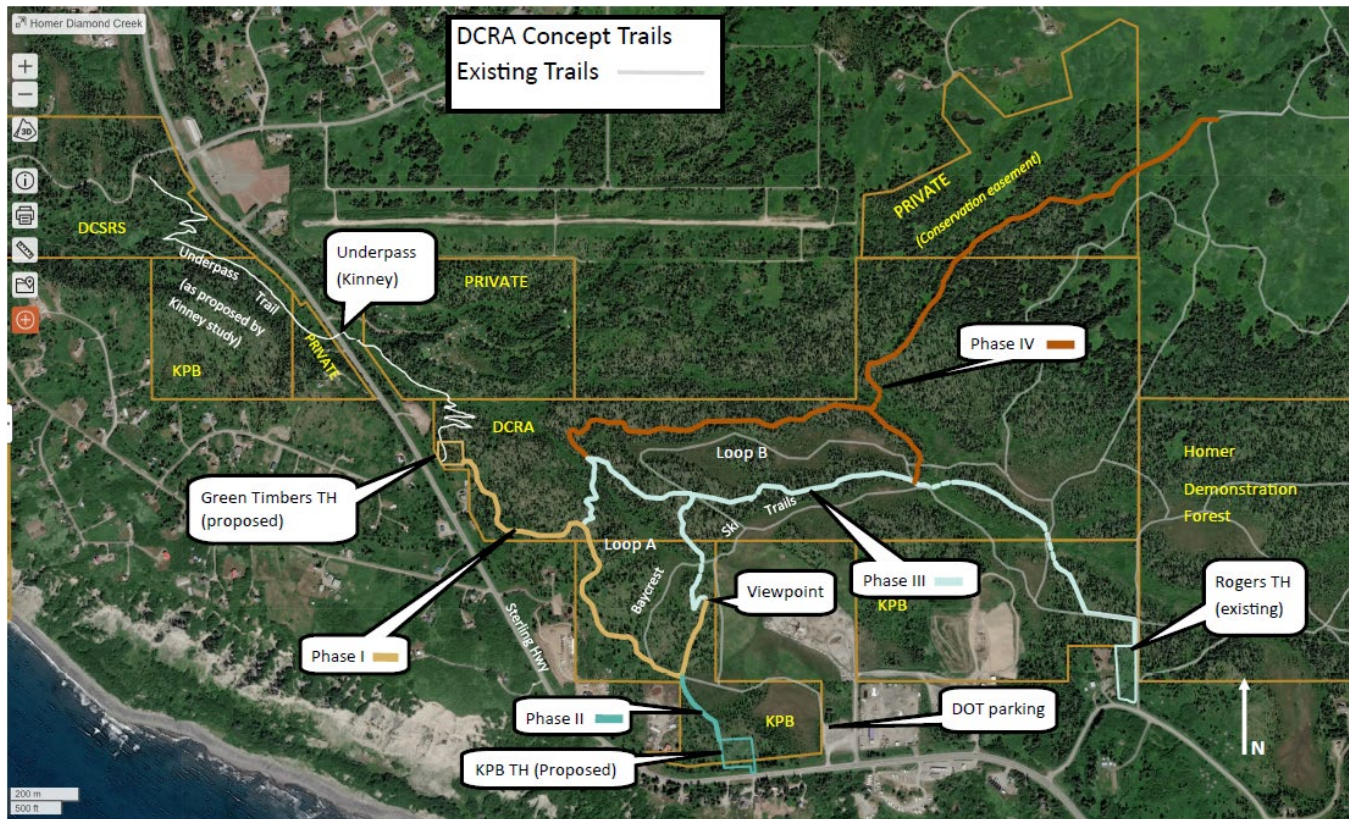 Homer Diamond Creek
DCRA Concept Trails
Existing Trails
+
−
3D
PRIVATE
(Conservation easement)
DCSRS
Underpass Trail
(as proposed by
Kinney study)
Underpass
(Kinney)
PRIVATE
KPB
PRIVATE
Phase IV
DCRA
Loop B
Homer
Demonstration
Forest
Green Timbers TH
(proposed)
Ski Trails
Loop A
Baycrest
Phase III
KPB
Viewpoint
Rogers TH
(existing)
Sterling Hwy
Phase I
Phase II
KPB
DOT parking
KPB TH (Proposed)
N
200 m
500 ft